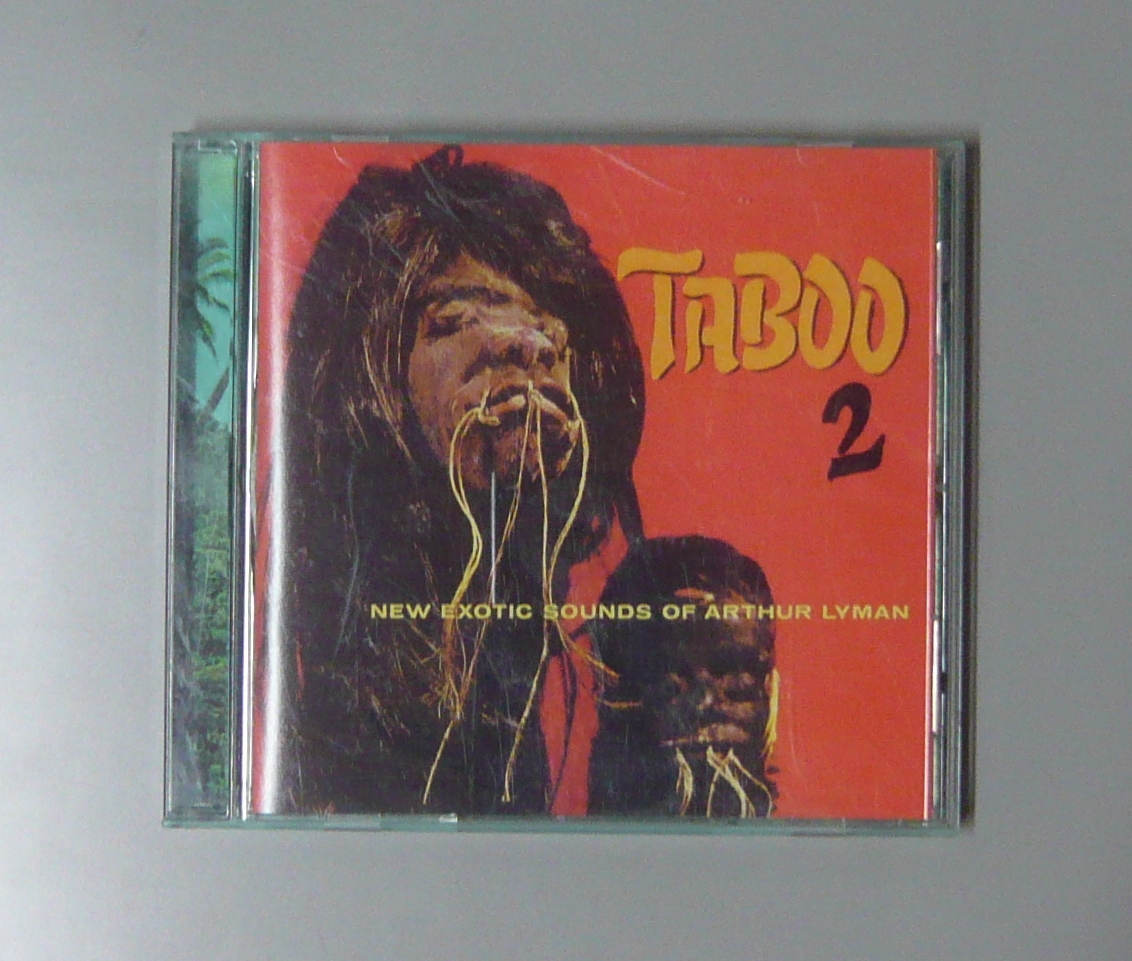 TABOO
2
NEW EXOTIC SOUNDS OF ARTHUR LYMAN